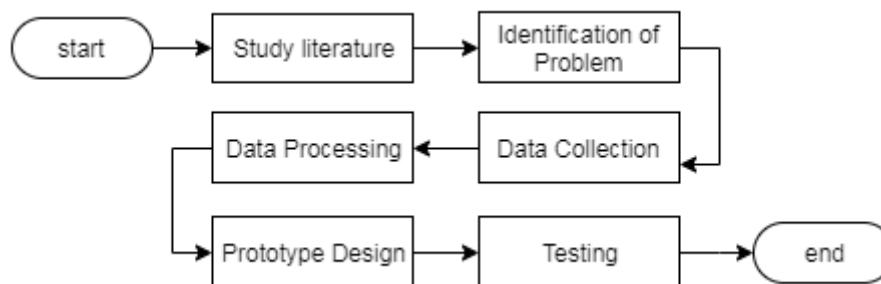 start
Study literature
Identification of
Problem
Data Processing
Data Collection
Prototype Design
Testing
end